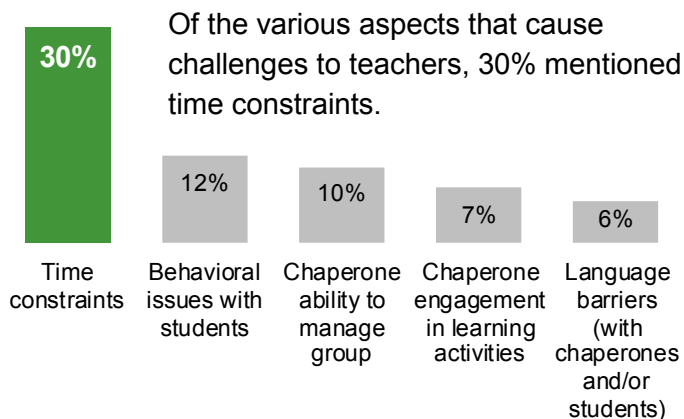 Of the various aspects that cause
challenges to teachers, 30% mentioned
time constraints.
30%
12%
10%
7%
6%
Time
constraints
Behavioral
issues with
students
Chaperone
ability to
manage
group
Chaperone
engagement
in learning
activities
Language
barriers
(with
chaperones
and/or
students)